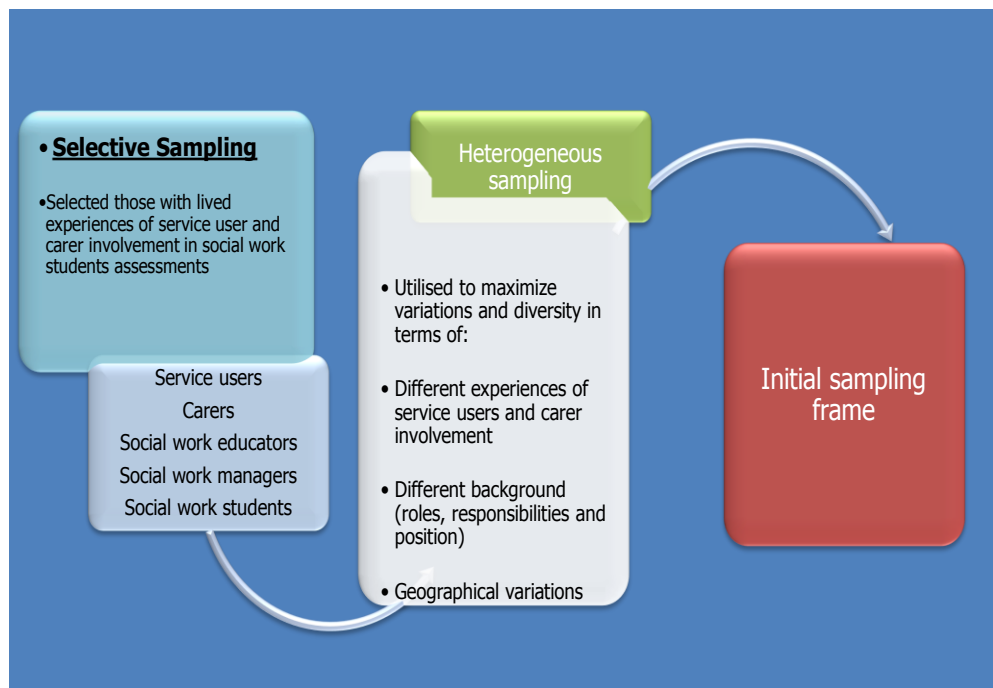 • Selective Sampling
•Selected those with lived
experiences of service user and
carer involvement in social work
students assessments
Service users
Carers
Social work educators
Social work managers
Social work students
Heterogeneous
sampling
• Utilised to maximize
variations and diversity in
terms of:
• Different experiences of
service users and carer
involvement
• Different background
(roles, responsibilities and
position)
• Geographical variations
Initial sampling
frame